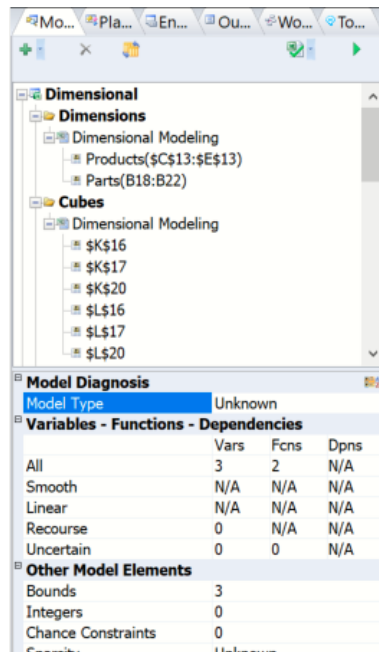 Mo... Pla... En... Ou... Wo... To...
Dimensional
Dimensions
Dimensional Modeling
Products($C$13:$E$13)
Parts(B18:B22)
Cubes
Dimensional Modeling
$K$16
$K$17
$K$20
$L$16
$L$17
$L$20
Model Diagnosis
Model Type Unknown
Variables - Functions - Dependencies
Vars Fcns Dpns
All 3 2 N/A
Smooth N/A N/A N/A
Linear N/A N/A N/A
Recourse 0 N/A N/A
Uncertain 0 0 N/A
Other Model Elements
Bounds 3
Integers 0
Chance Constraints 0